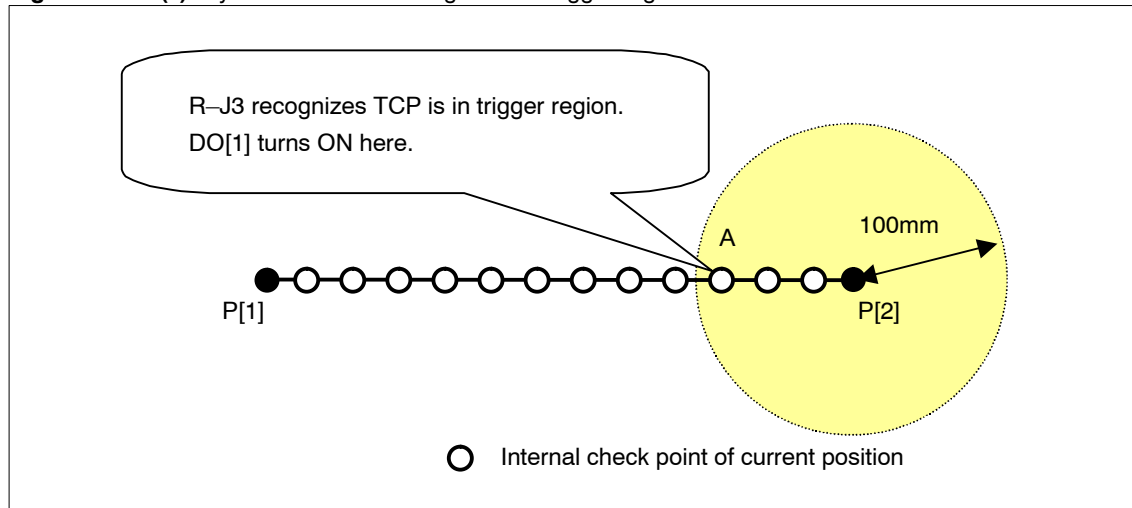 R–J3 recognizes TCP is in trigger region.
DO[1] turns ON here.
A
100mm
P[1]
P[2]
Internal check point of current position